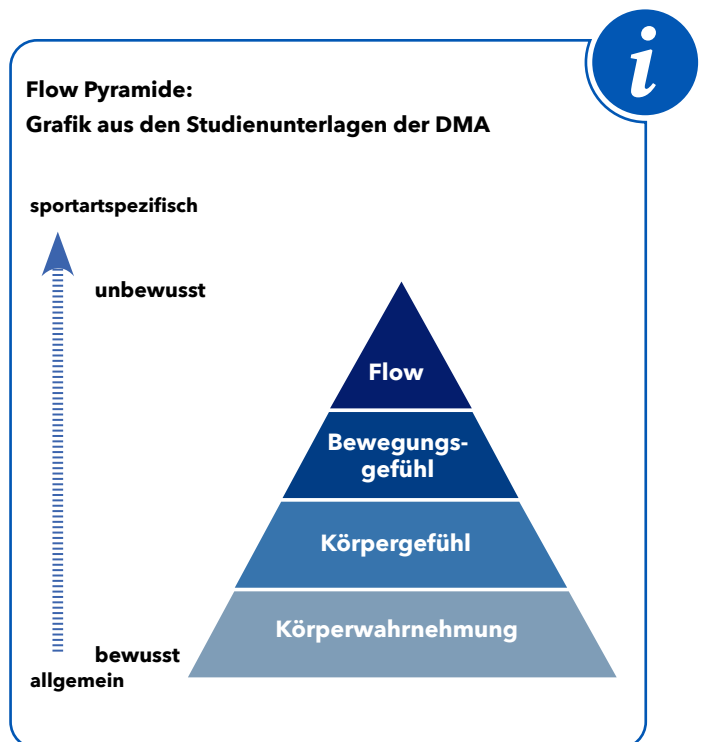 i
Flow Pyramide:
Grafik aus den Studienunterlagen der DMA
sportartspezifisch
unbewusst
Flow
Bewegungs-
gefühl
Körpergefühl
Körperwahrnehmung
bewusst
allgemein